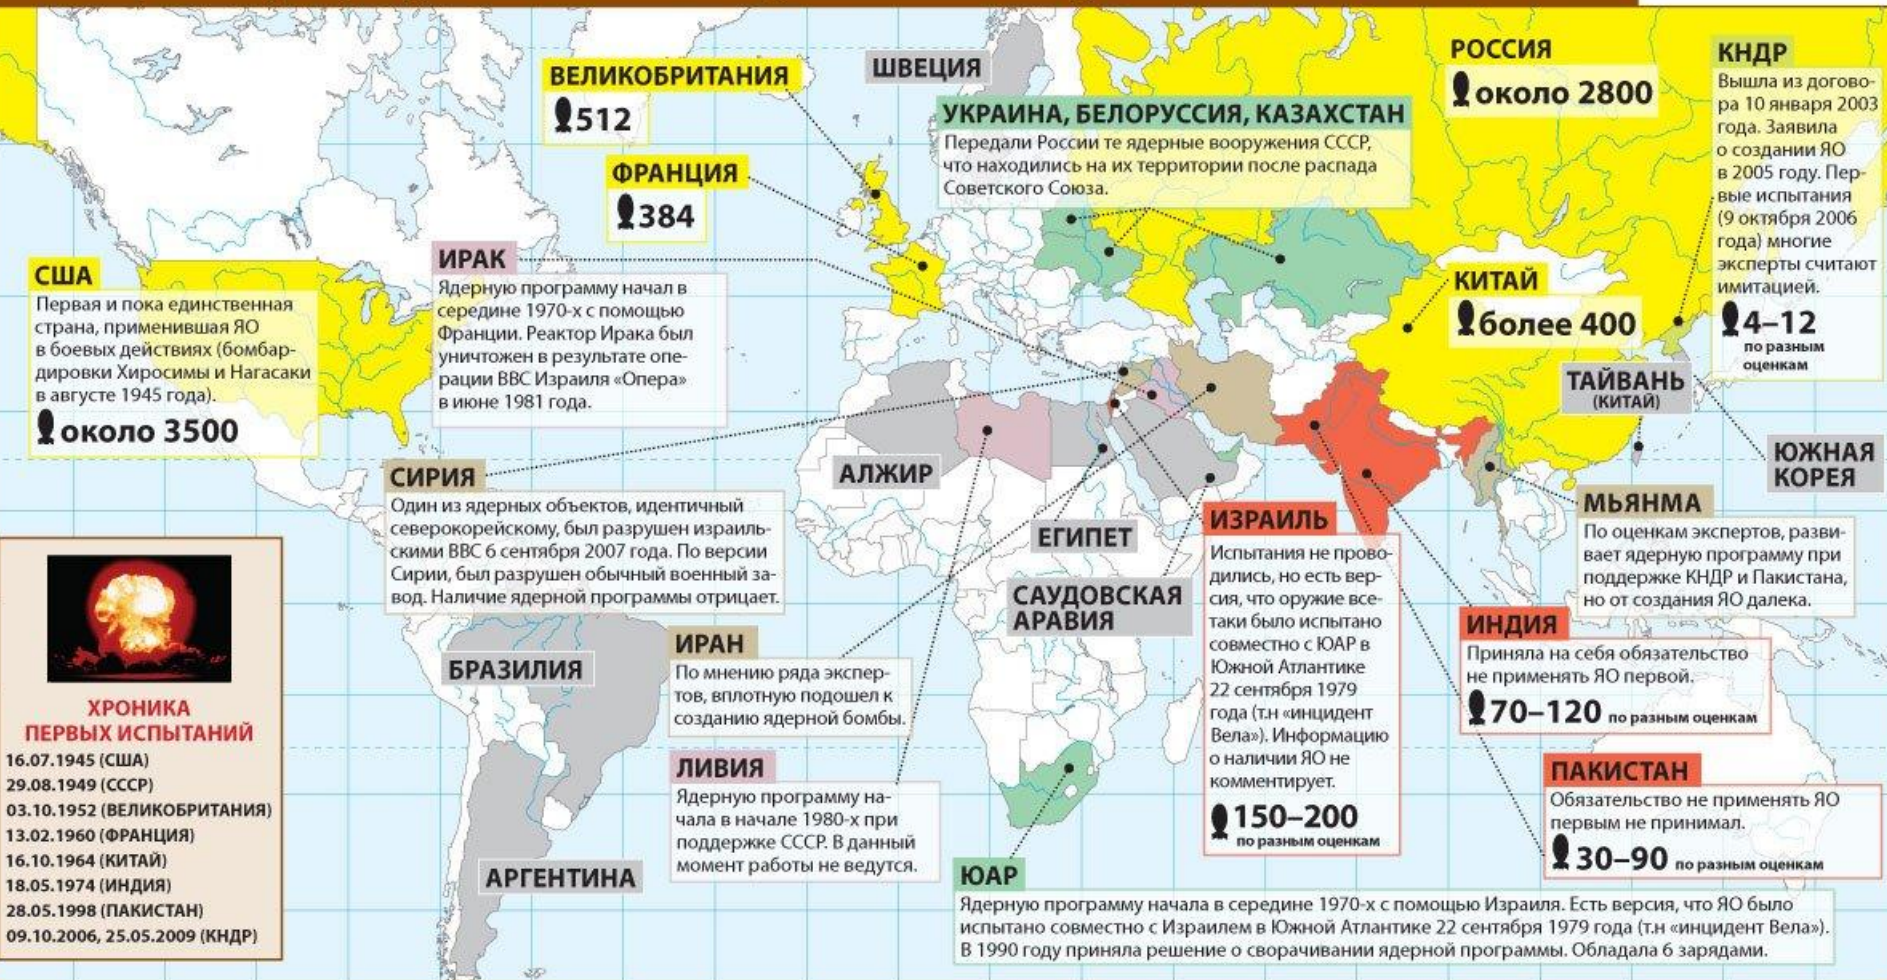 ВЕЛИКОБРИТАНИЯ
512
ФРАНЦИЯ
384
ШВЕЦИЯ
УКРАИНА, БЕЛОРУССИЯ, КАЗАХСТАН
Передали России те ядерные вооружения СССР,
что находились на их территории после распада
Советского Союза.
РОССИЯ
около 2800
КНДР
Вышла из догово-
ра 10 января 2003
года. Заявила
о создании ЯО
в 2005 году. Пер-
вые испытания
(9 октября 2006
года) многие
эксперты считают
имитацией.
4–12
по разным
оценкам
США
Первая и пока единственная
страна, применившая ЯО
в боевых действиях (бомбар-
дировки Хиросимы и Нагасаки
в августе 1945 года).
около 3500
ИРАК
Ядерную программу начал в
середине 1970-х с помощью
Франции. Реактор Ирака был
уничтожен в результате опе-
рации ВВС Израиля «Опера»
в июне 1981 года.
КИТАЙ
более 400
ТАЙВАНЬ
(КИТАЙ)
ЮЖНАЯ
КОРЕЯ
СИРИЯ
Один из ядерных объектов, идентичный
северокорейскому, был разрушен израиль-
скими ВВС 6 сентября 2007 года. По версии
Сирии, был разрушен обычный военный за-
вод. Наличие ядерной программы отрицает.
АЛЖИР
ЕГИПЕТ
САУДОВСКАЯ
АРАВИЯ
ИЗРАИЛЬ
Испытания не прово-
дились, но есть вер-
сия, что оружие все-
таки было испытано
совместно с ЮАР в
Южной Атлантике
22 сентября 1979
года (т.н «инцидент
Вела»). Информацию
о наличии ЯО не
комментирует.
150–200
по разным оценкам
МЬЯНМА
По оценкам экспертов, разви-
вает ядерную программу при
поддержке КНДР и Пакистана,
но от создания ЯО далека.
ИНДИЯ
Приняла на себя обязательство
не применять ЯО первой.
70–120 по разным оценкам
ПАКИСТАН
Обязательство не применять ЯО
первым не принимал.
30–90 по разным оценкам
БРАЗИЛИЯ
ИРАН
По мнению ряда экспер-
тов, вплотную подошел к
созданию ядерной бомбы.
ЛИВИЯ
Ядерную программу на-
чала в начале 1980-х при
поддержке СССР. В данный
момент работы не ведутся.
АРГЕНТИНА
ЮАР
Ядерную программу начала в середине 1970-х с помощью Израиля. Есть версия, что ЯО было
испытано совместно с Израилем в Южной Атлантике 22 сентября 1979 года (т.н «инцидент Вела»).
В 1990 году приняла решение о сворачивании ядерной программы. Обладала 6 зарядами.
ХРОНИКА
ПЕРВЫХ ИСПЫТАНИЙ
16.07.1945 (США)
29.08.1949 (СССР)
03.10.1952 (ВЕЛИКОБРИТАНИЯ)
13.02.1960 (ФРАНЦИЯ)
16.10.1964 (КИТАЙ)
18.05.1974 (ИНДИЯ)
28.05.1998 (ПАКИСТАН)
09.10.2006, 25.05.2009 (КНДР)